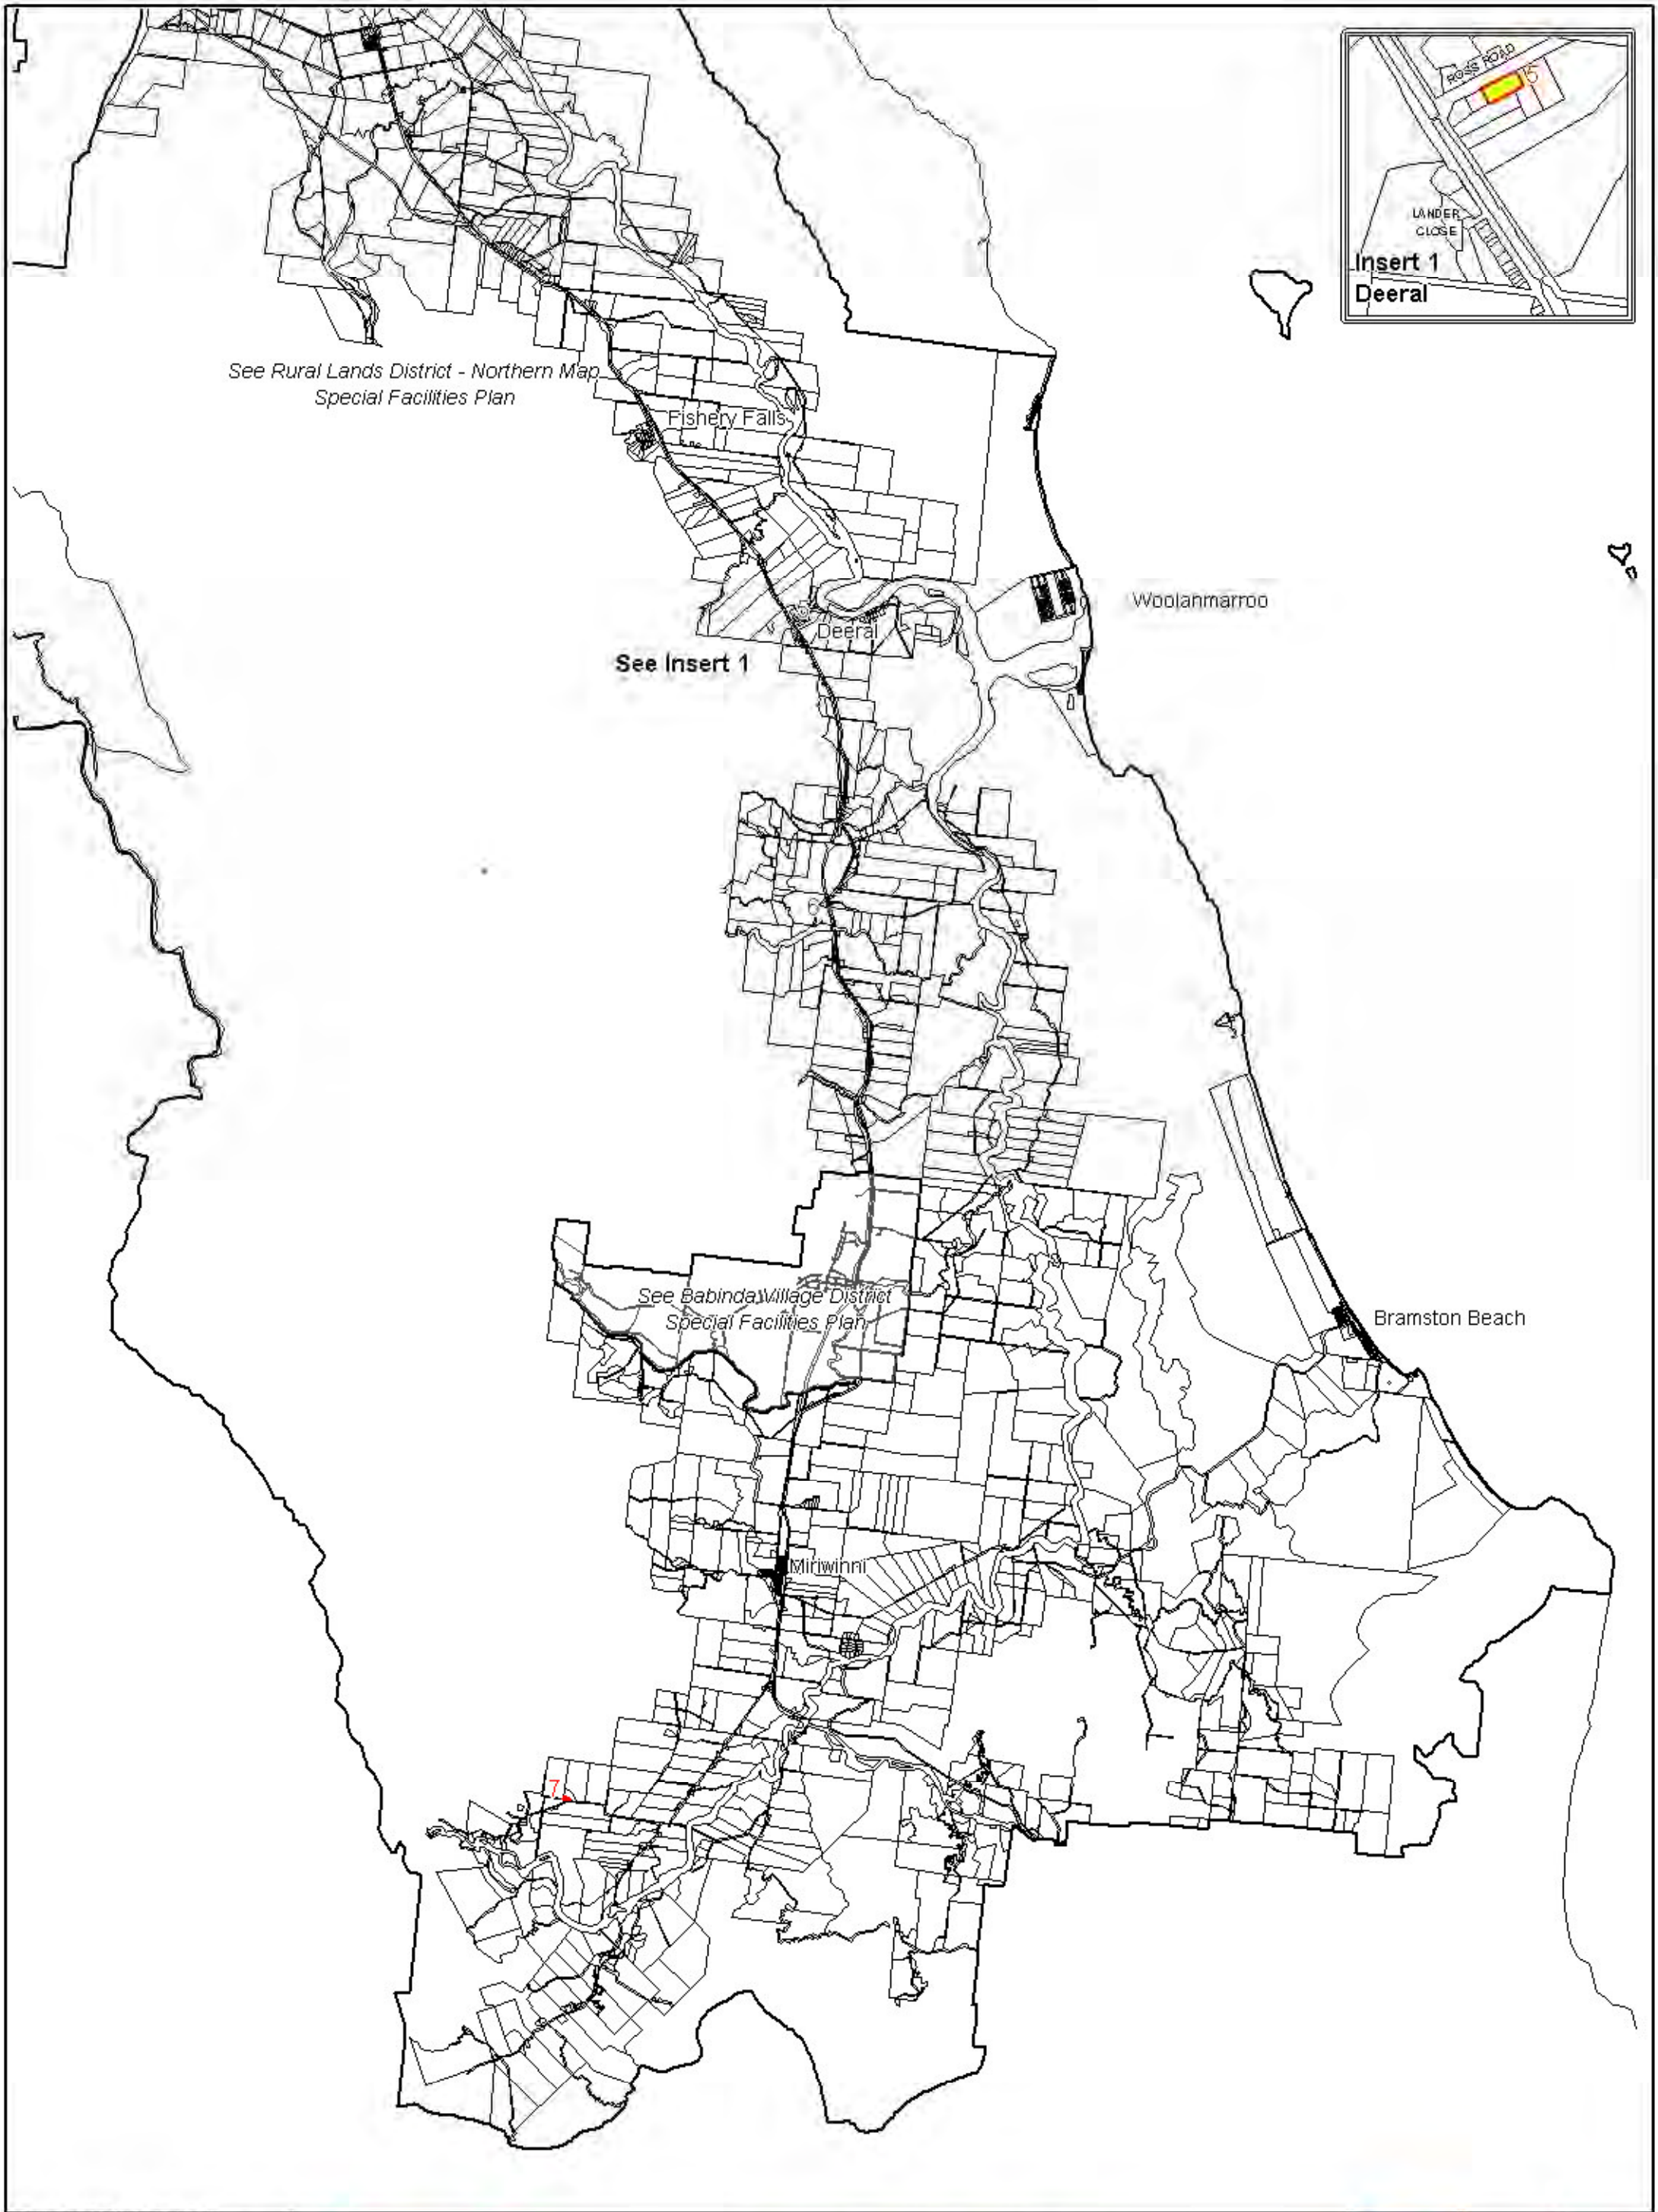 ROSS ROAD
5
LANDER
CLOSE
Insert 1
Deeral
See Rural Lands District - Northern Map
Special Facilities Plan
Fishery Falls
Woolanmarroo
Deeral
See Insert 1
6
See Babinda Village District
Special Facilities Plan
Bramston Beach
Miriwinni
7